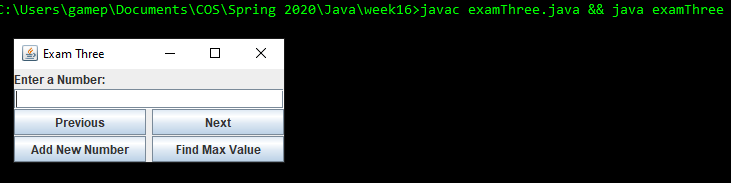 C:\Users\gamep\Documents\COS\Spring 2020\Java\week16>javac examThree.java && java examThree
Exam Three
Enter a Number:
Previous Next
Add New Number Find Max Value